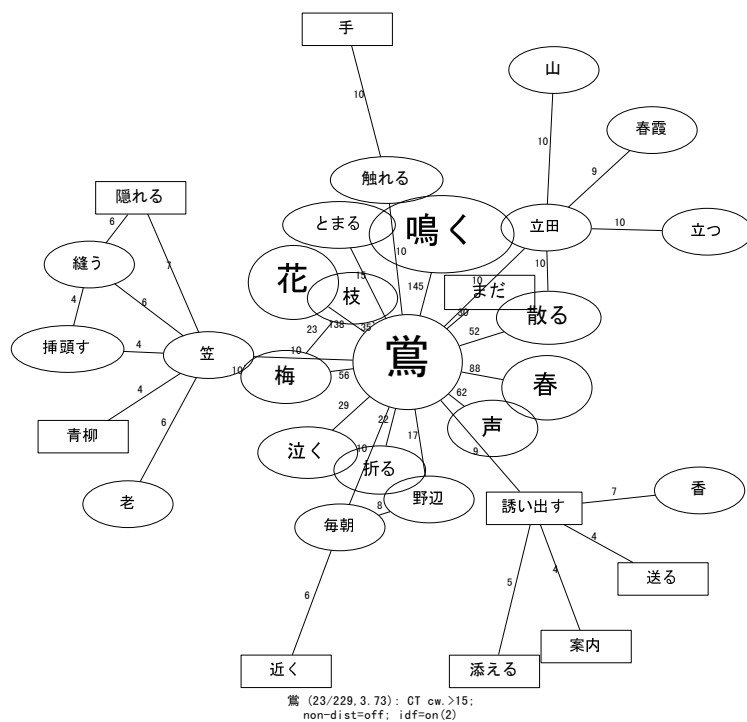 手
山
春霞
触れる
隠れる
とまる
鳴く
立田
立つ
縫う
花
枝
まだ
散る
挿頭す
笠
梅
鶯
春
声
青柳
泣く
折る
野辺
老
毎朝
誘い出す
香
送る
案内
近く
添える
10
10
9
6
7
10
10
15
145
10
10
4
6
30
23
138
35
52
4
10
10
56
88
62
4
6
29
22
10
17
9
8
7
4
5
4
6
鶯 (23/229,3.73): CT cw.>15;
non-dist=off; idf=on(2)